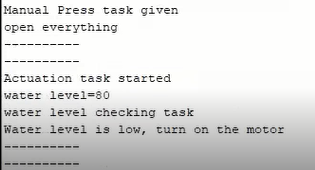 Manual Press task given
open everything
----------
----------
Actuation task started
water level=80
water level checking task
Water level is low, turn on the motor
----------
----------